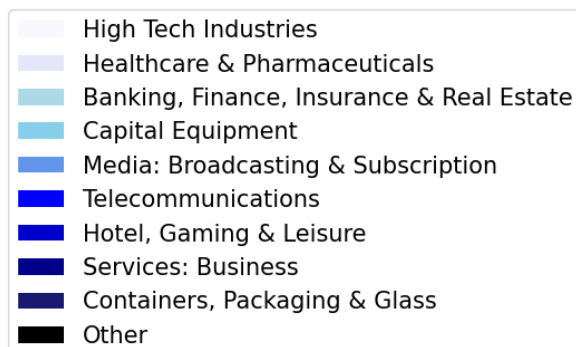 High Tech Industries
Healthcare & Pharmaceuticals
Banking, Finance, Insurance & Real Estate
Capital Equipment
Media: Broadcasting & Subscription
Telecommunications
Hotel, Gaming & Leisure
Services: Business
Containers, Packaging & Glass
Other